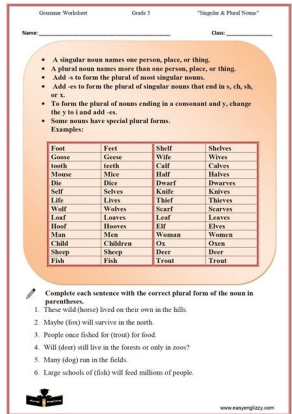 Grammar Worksheet Grade 3 "Singular & Plural Nouns"
Name: Class:
A singular noun names one person, place, or thing.
A plural noun names more than one person, place, or thing.
Add -s to form the plural of most singular nouns.
Add -es to form the plural of singular nouns that end in s, ch, sh,
or x.
To form the plural of nouns ending in a consonant and y, change
the y to i and add -es.
Some nouns have special plural forms.
Examples:
Foot Feet Shelf Shelves
Goose Geese Wife Wives
tooth teeth Calf Calves
Mouse Mice Half Halves
Die Dice Dwarf Dwarves
Self Selves Knife Knives
Life Lives Thief Thieves
Wolf Wolves Scarf Scarves
Loaf Loaves Leaf Leaves
Hoof Hooves Elf Elves
Man Men Woman Women
Child Children Ox Oxen
Sheep Sheep Deer Deer
Fish Fish Trout Trout
Complete each sentence with the correct plural form of the noun in
parentheses.
1. These wild (horse) lived on their own in the hills.
2. Maybe (fox) will survive in the north.
3. People once fished for (trout) for food.
4. Will (deer) still live in the forests or only in zoos?
5. Many (dog) run in the fields.
6. Large schools of (fish) will feed millions of people.
www.easyenglizzy.com